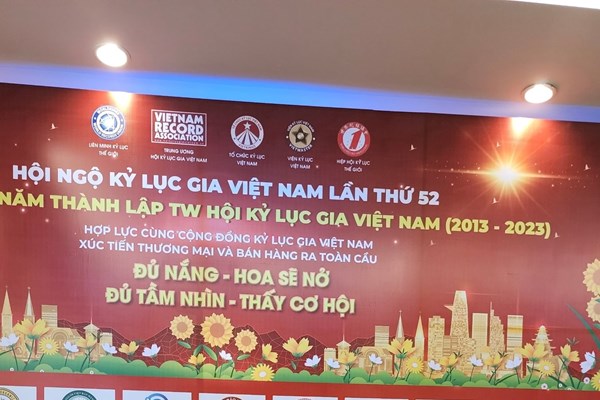 LIÊN MINH KỶ LỤC
THẾ GIỚI
VIETNAM
RECORD
ASSOCIATION
TRUNG ƯƠNG
HỘI KỶ LỤC GIA VIỆT NAM
TỔ CHỨC KỶ LỤC
VIỆT NAM
VIỆN KỶ LỤC
VIỆT NAM
HIỆP HỘI KỶ LỤC
THẾ GIỚI
HỘI NGỘ KỶ LỤC GIA VIỆT NAM LẦN THỨ 52
NĂM THÀNH LẬP TW HỘI KỶ LỤC GIA VIỆT NAM (2013 - 2023)
HỢP LỰC CÙNG CỘNG ĐỒNG KỶ LỤC GIA VIỆT NAM
XÚC TIẾN THƯƠNG MẠI VÀ BÁN HÀNG RA TOÀN CẦU
ĐỦ NẮNG - HOA SẼ NỞ
ĐỦ TẦM NHÌN - THẤY CƠ HỘI